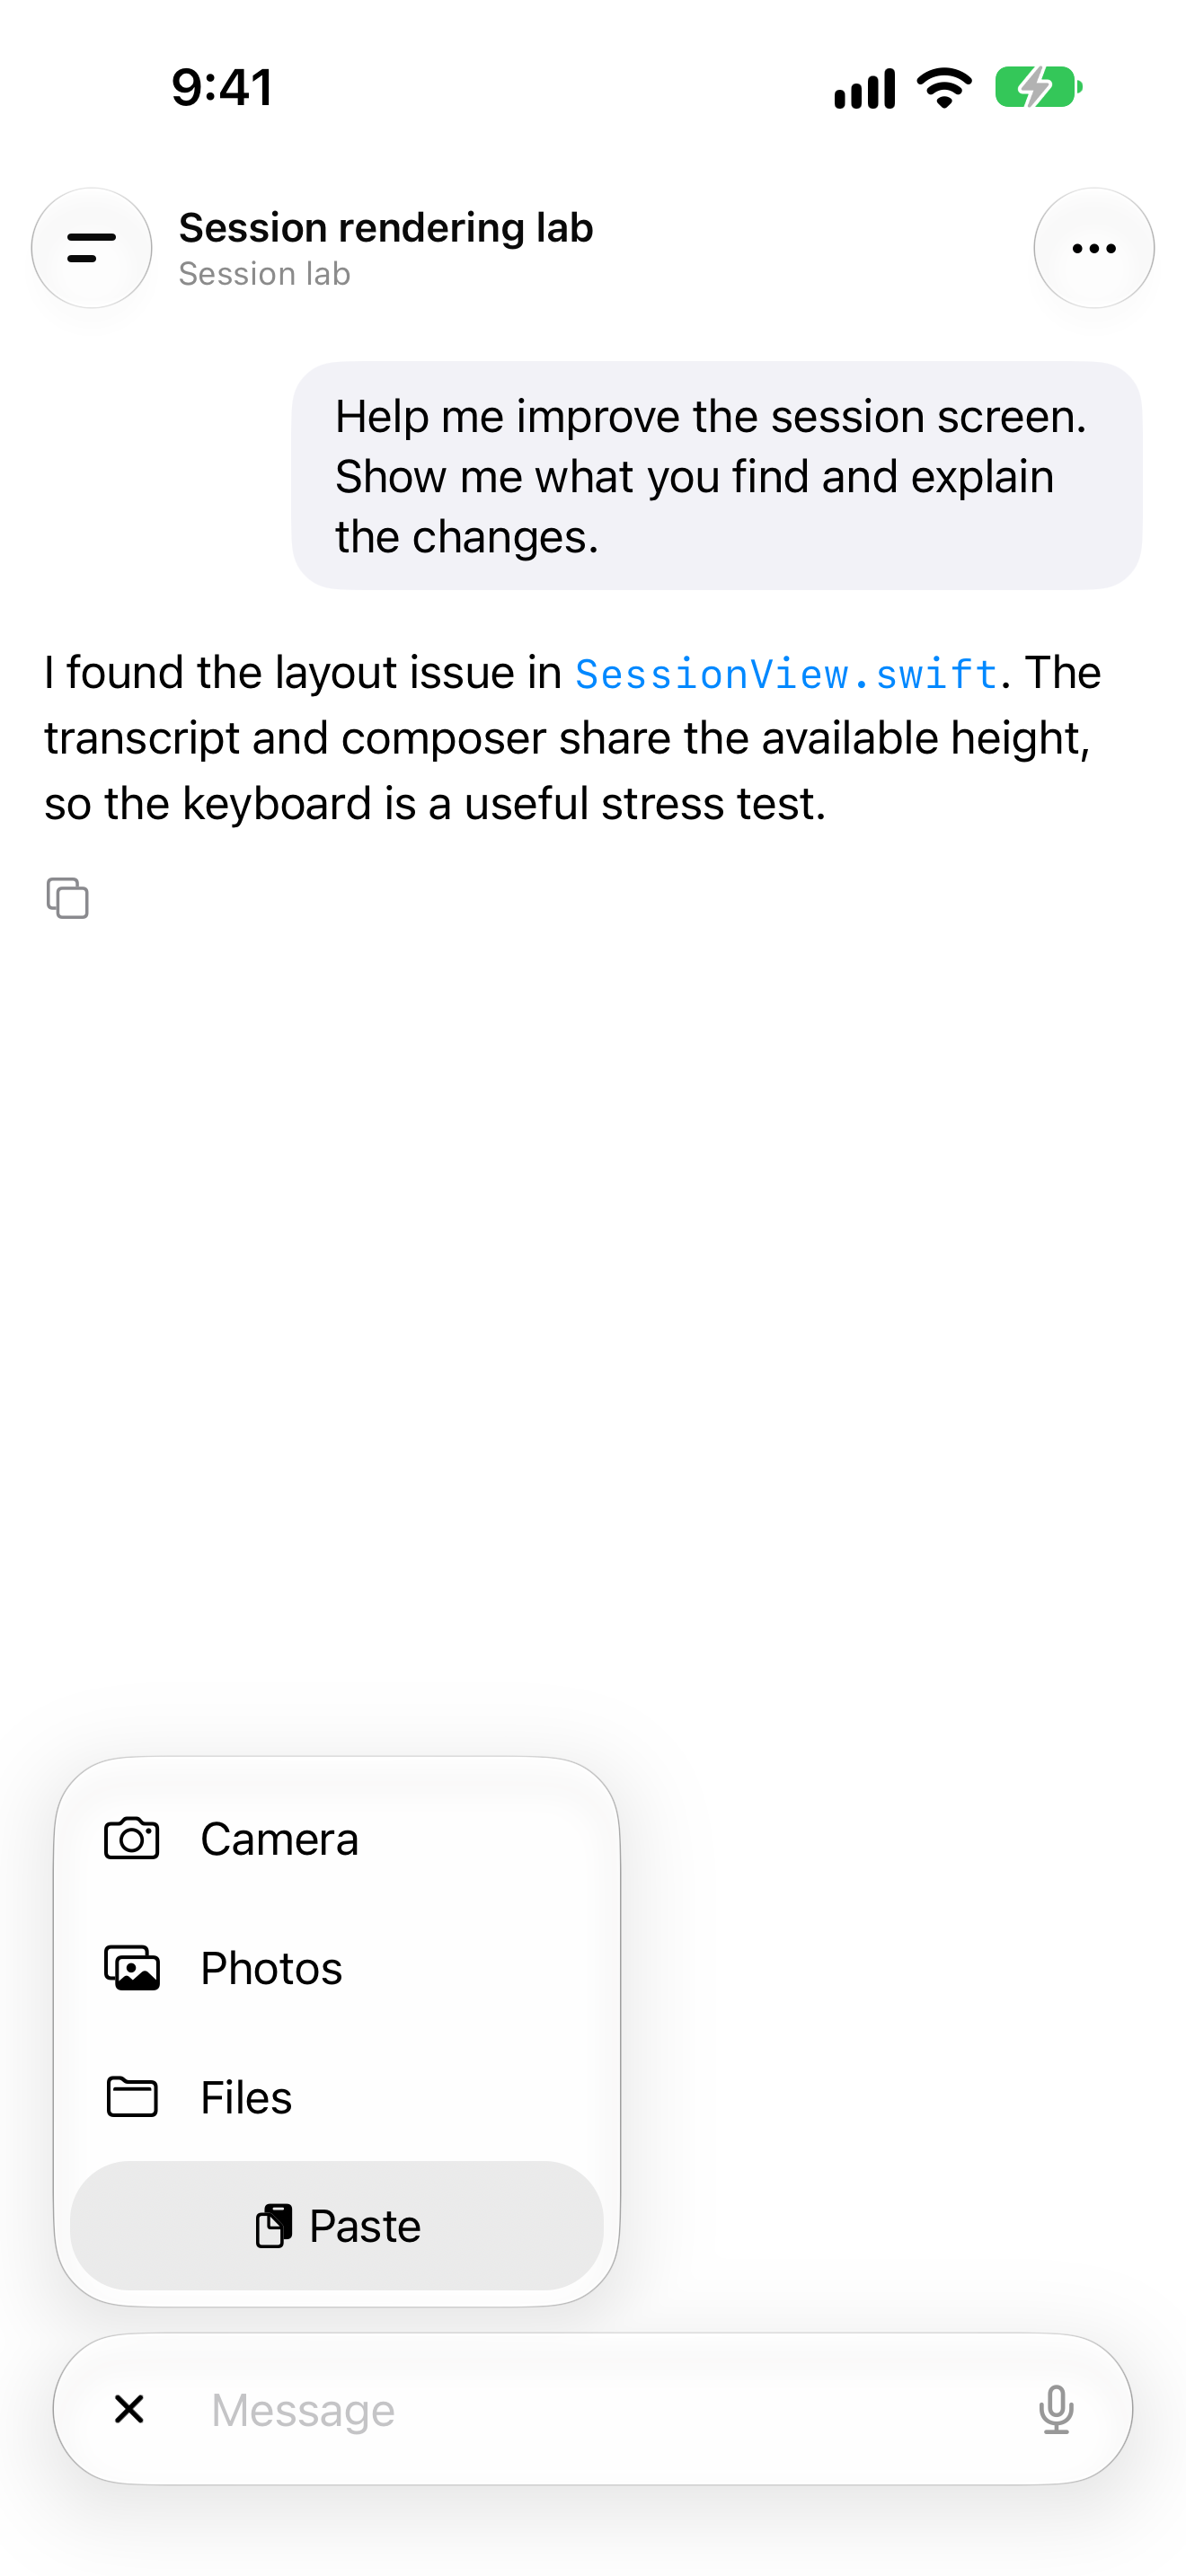 9:41
Session rendering lab
Session lab
Help me improve the session screen.
Show me what you find and explain
the changes.
I found the layout issue in SessionView.swift. The
transcript and composer share the available height,
so the keyboard is a useful stress test.
Camera
Photos
Files
Paste
Message